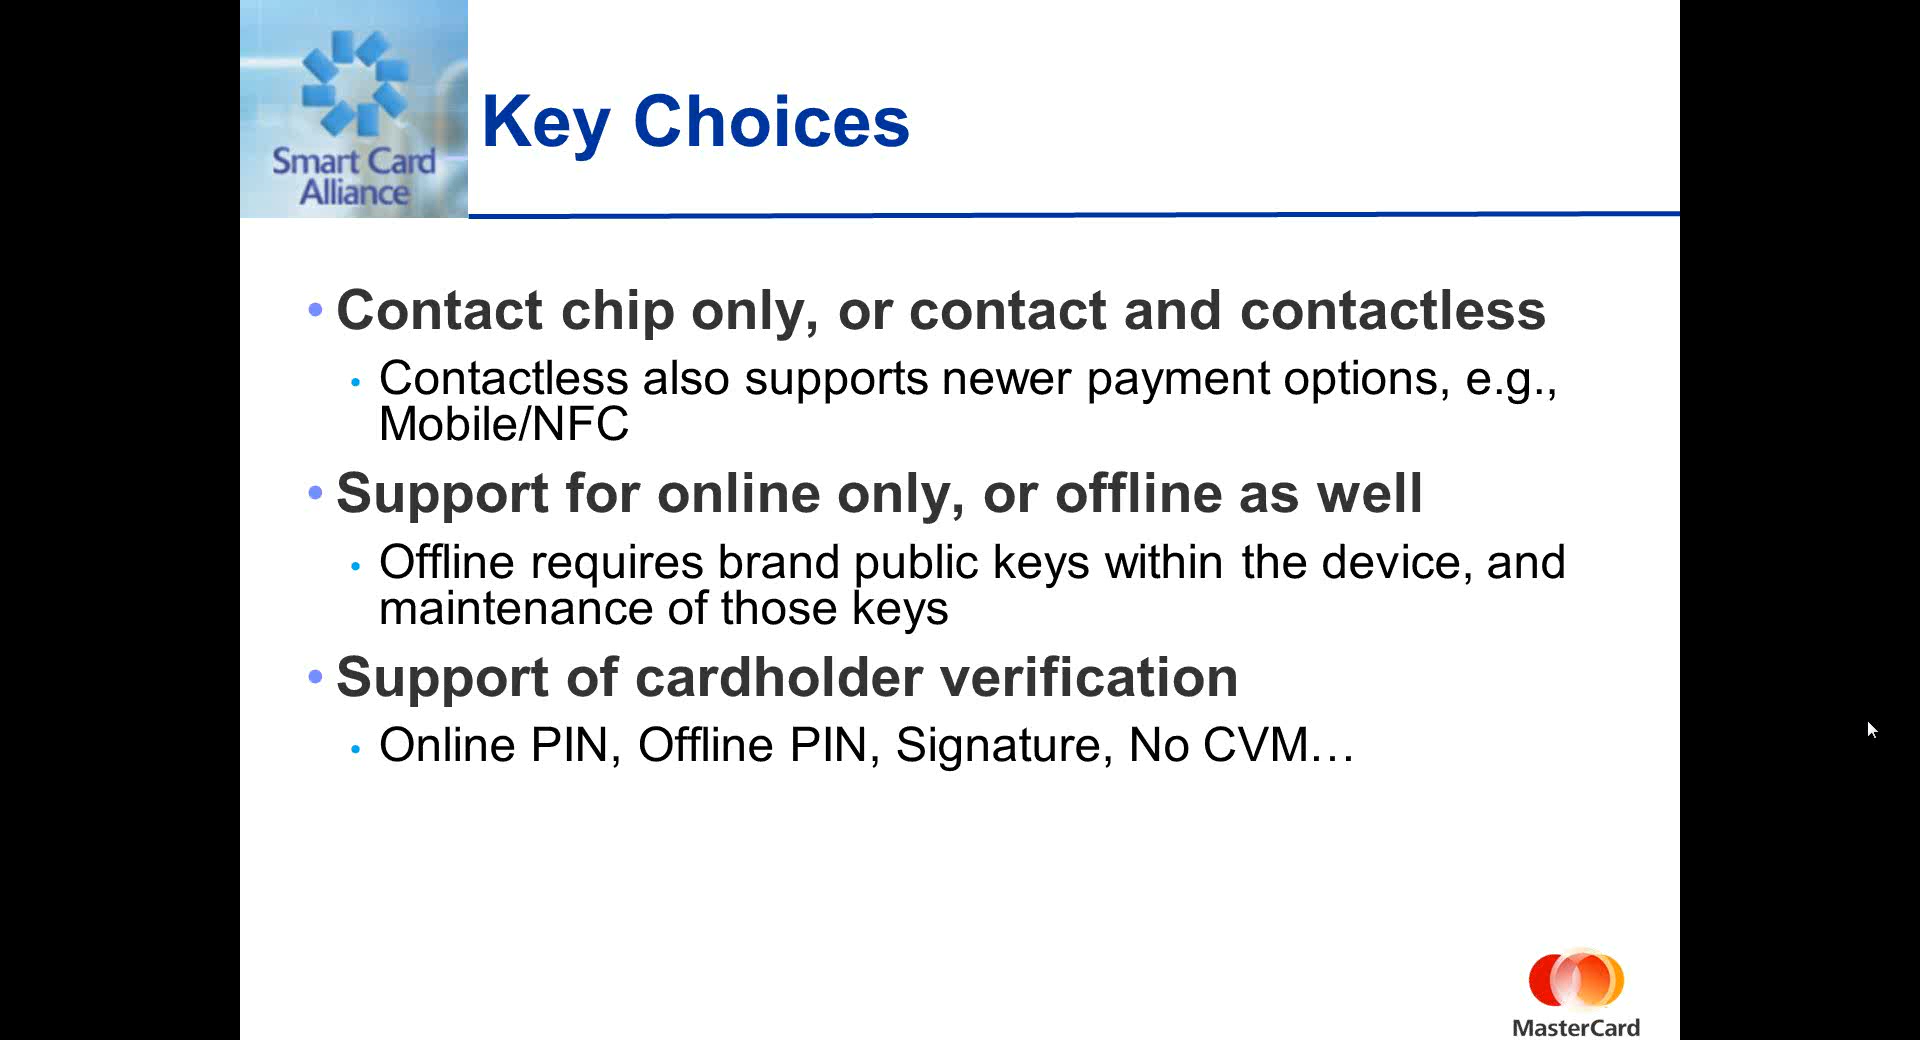 Smart Card
Alliance
Key Choices
• Contact chip only, or contact and contactless
• Contactless also supports newer payment options, e.g.,
Mobile/NFC
• Support for online only, or offline as well
• Offline requires brand public keys within the device, and
maintenance of those keys
• Support of cardholder verification
• Online PIN, Offline PIN, Signature, No CVM…
MasterCard